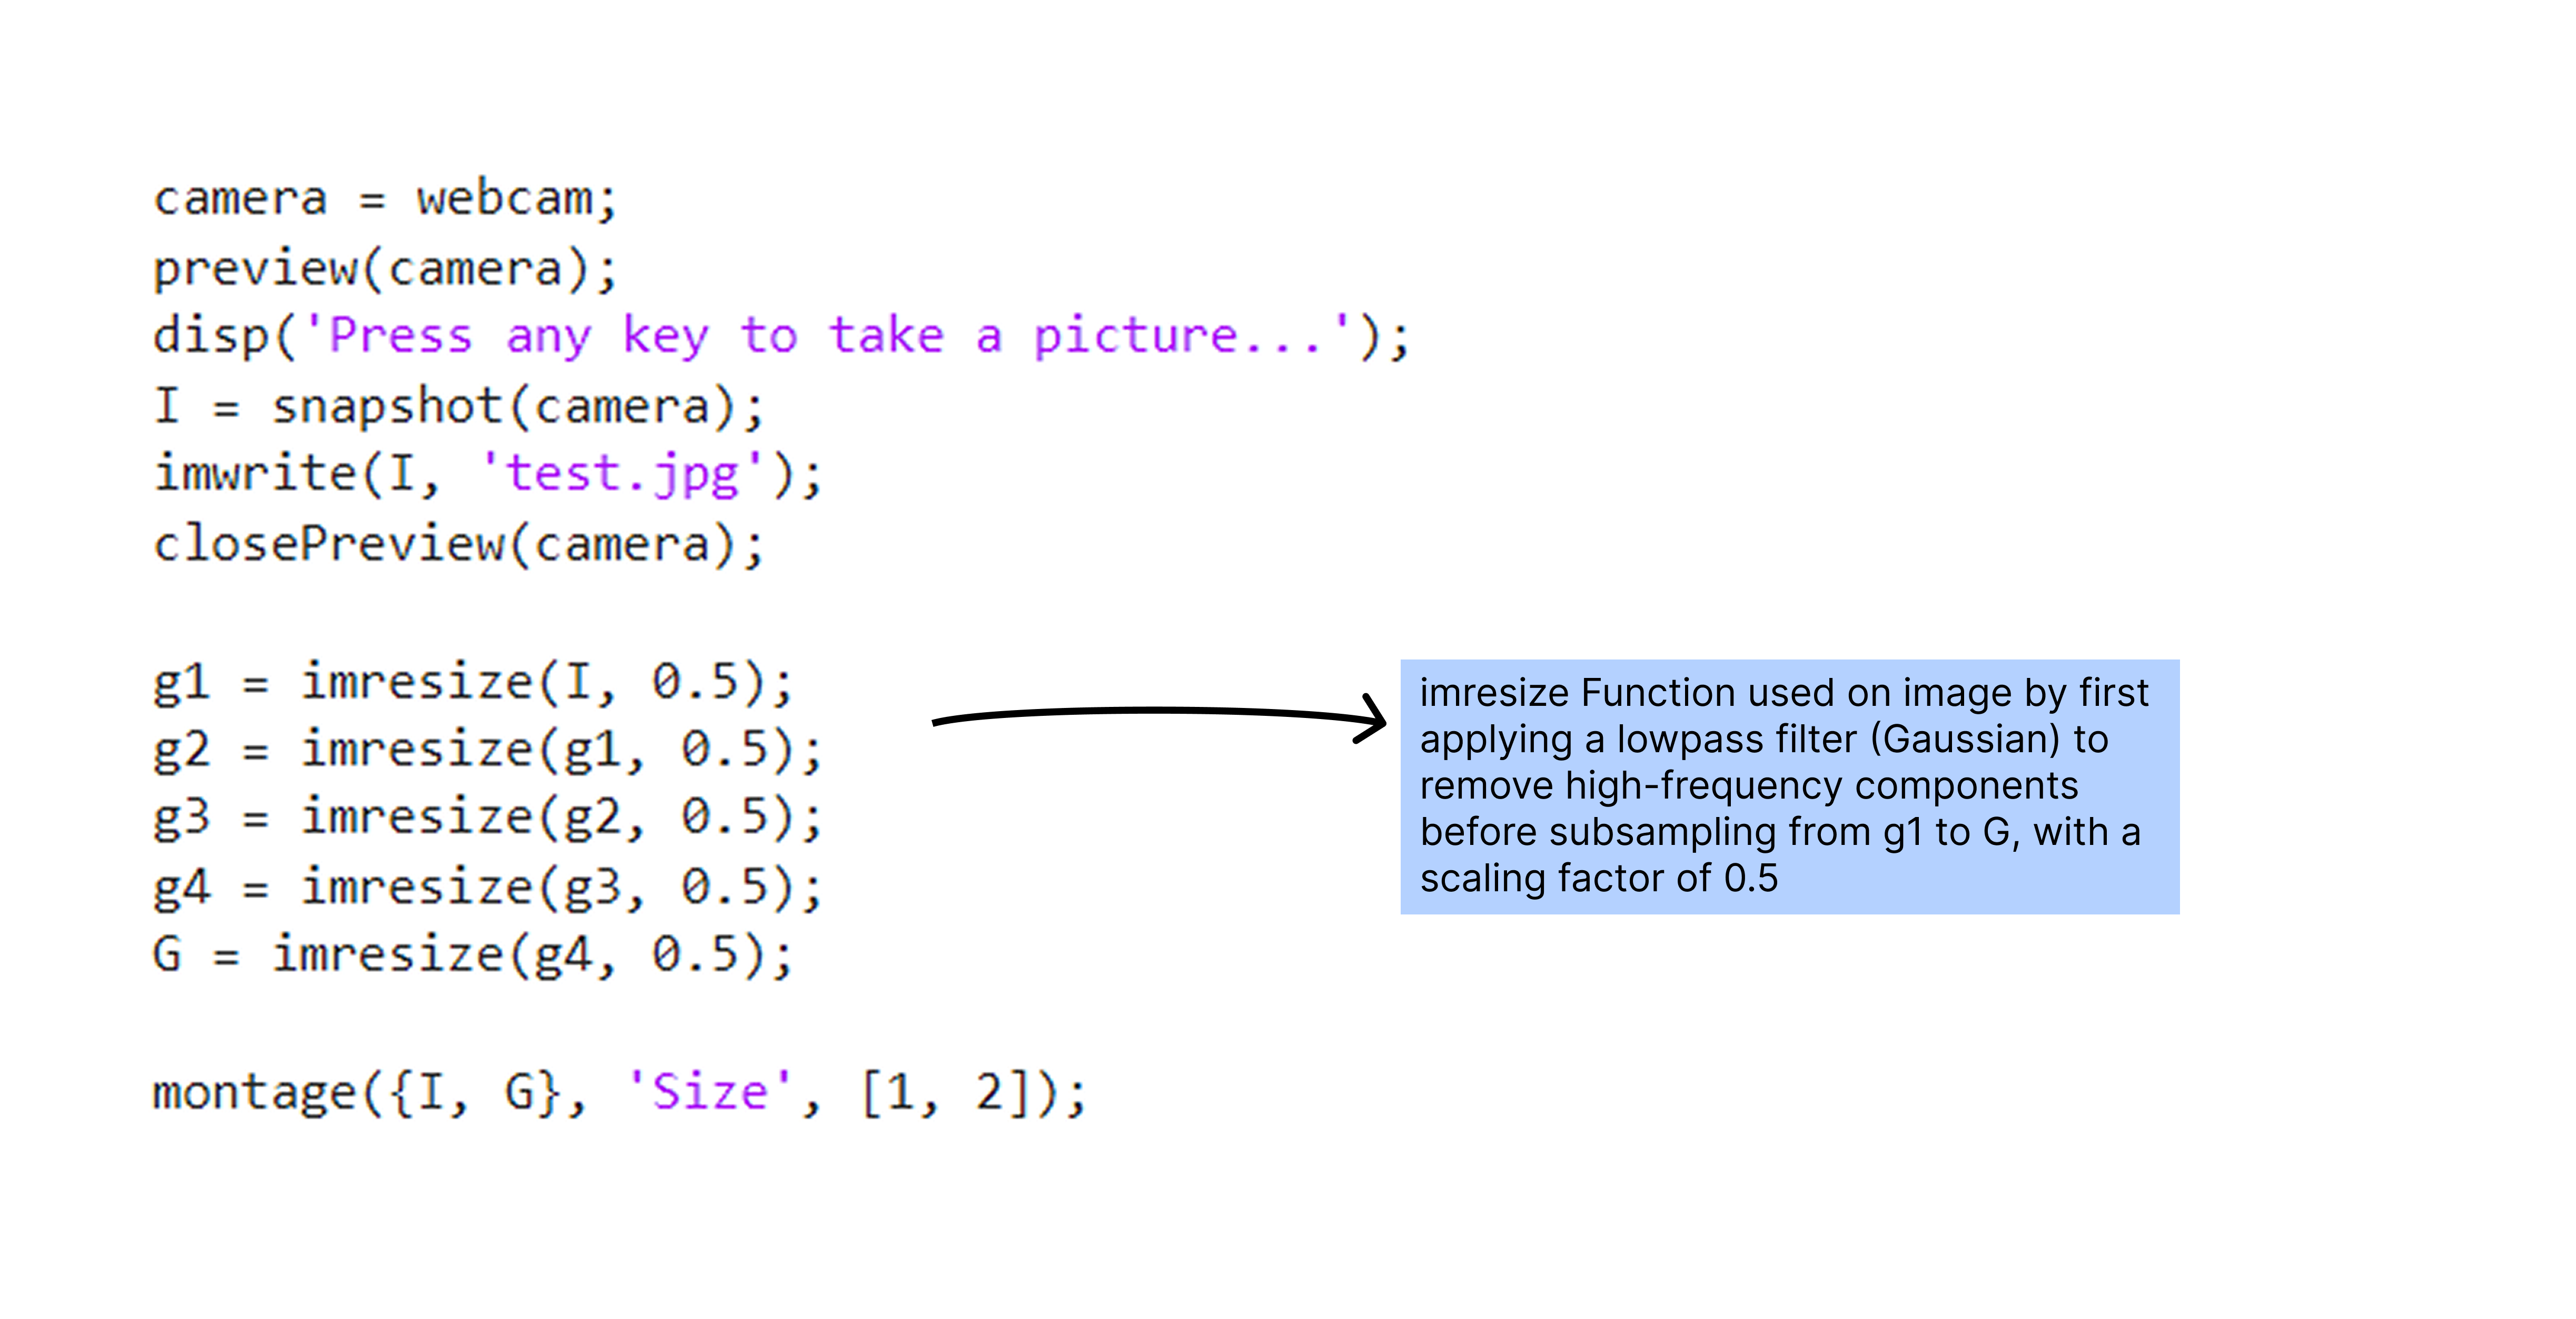 camera = webcam;
preview(camera);
disp('Press any key to take a picture...');
I = snapshot(camera);
imwrite(I, 'test.jpg');
closePreview(camera);
g1 = imresize(I, 0.5);
g2 = imresize(g1, 0.5);
g3 = imresize(g2, 0.5);
g4 = imresize(g3, 0.5);
G = imresize(g4, 0.5);
imresize Function used on image by first
applying a lowpass filter (Gaussian) to
remove high-frequency components
before subsampling from g1 to G, with a
scaling factor of 0.5
montage({I, G}, 'Size', [1, 2]);